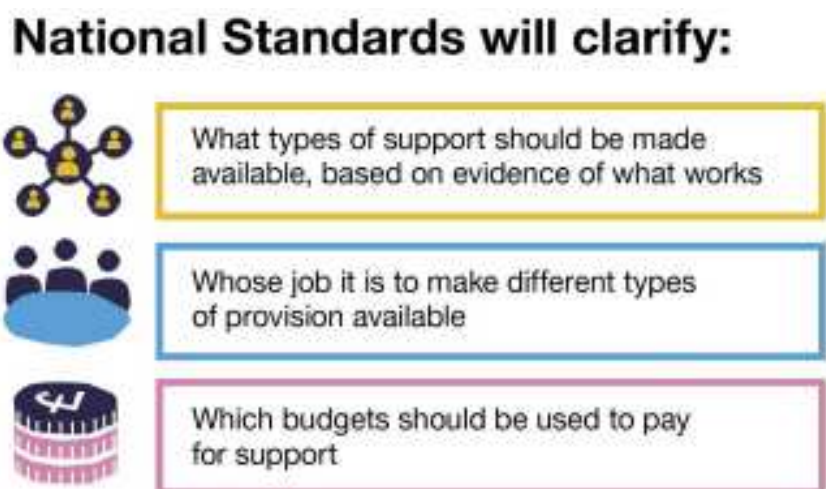 National Standards will clarify:
What types of support should be made
available, based on evidence of what works
Whose job it is to make different types
of provision available
£
Which budgets should be used to pay
for support